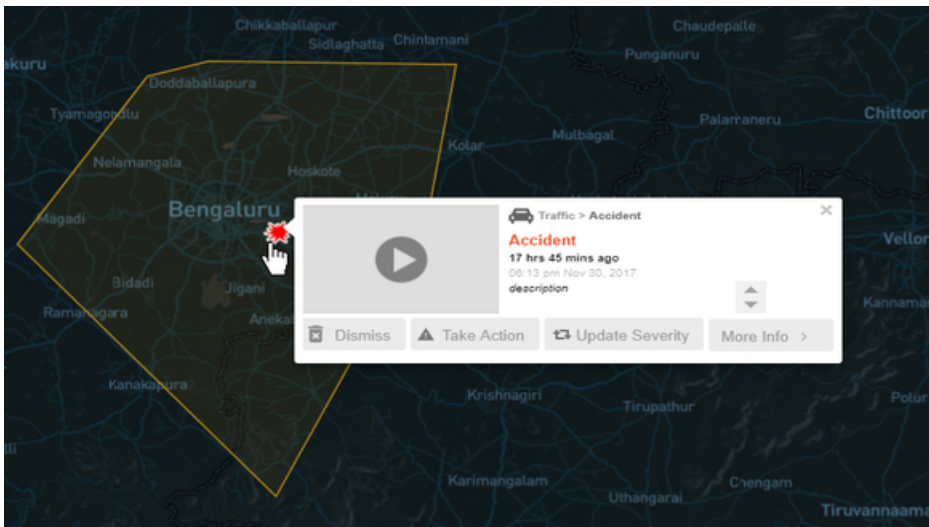 Chikkaballapur
Chaudepalle
Sidlaghatta
Chintamani
Punganuru
akuru
Doddaballapura
Tyamagondlu
Palamaneru
Chittoor
Mulbagal
Kolar
Nelamangala
Hoskote
Bengaluru
Magadi
Traffic > Accident
Accident
17 hrs 45 mins ago
06:13 pm Nov 30, 2017
description
Vellor
Bidadi
Jigani
Ramanagara
Anekal
Kannama
Dismiss
Take Action
Update Severity
More Info >
Kanakapura
Krishnagiri
Tirupathur
Polur
lli
Karimangalam
Uthangarai
Chengam
Tiruvannaama